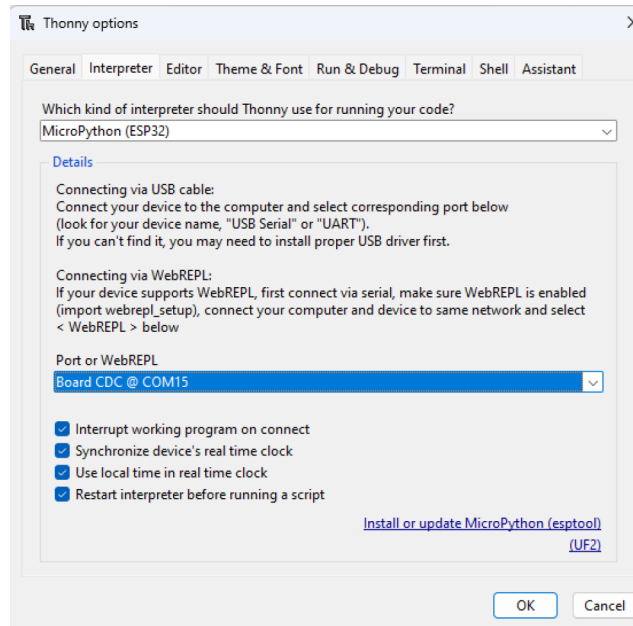 Thonny options
General Interpreter Editor Theme & Font Run & Debug Terminal Shell Assistant
Which kind of interpreter should Thonny use for running your code?
MicroPython (ESP32)
Details
Connecting via USB cable:
Connect your device to the computer and select corresponding port below
(look for your device name, "USB Serial" or "UART").
If you can't find it, you may need to install proper USB driver first.
Connecting via WebREPL:
If your device supports WebREPL, first connect via serial, make sure WebREPL is enabled
(import webrepl_setup), connect your computer and device to same network and select
< WebREPL > below
Port or WebREPL
Board CDC @ COM15
Interrupt working program on connect
Synchronize device's real time clock
Use local time in real time clock
Restart interpreter before running a script
Install or update MicroPython (esptool)
(UF2)
OK Cancel